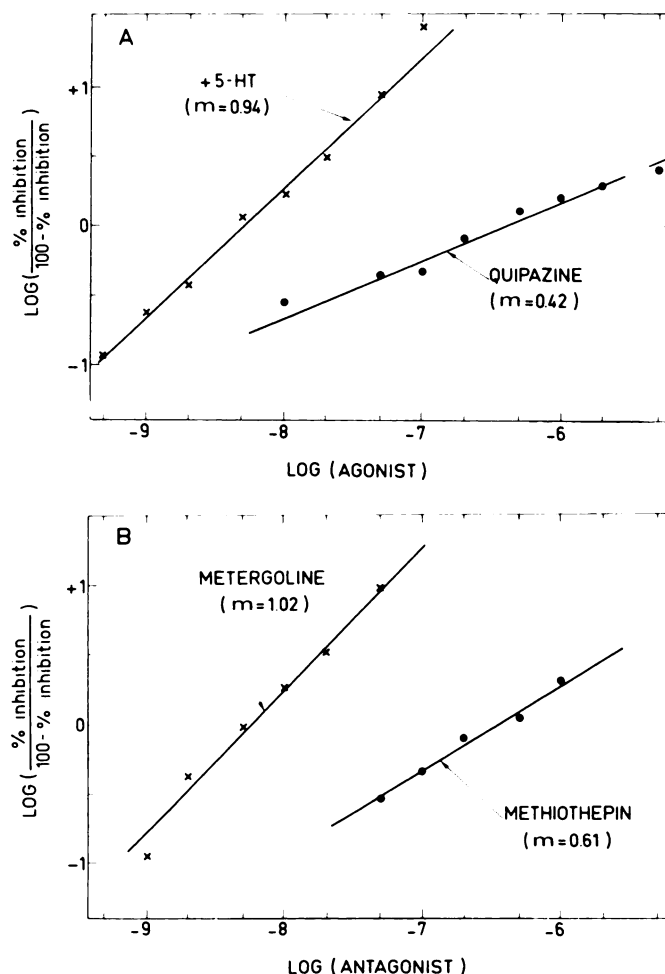 A
+1
0
-1
LOG ( % inhibition / 100 - % inhibition )
+5-HT
(m=0.94)
QUIPAZINE
(m=0.42)
-9 -8 -7 -6
LOG (AGONIST)
B
+1
0
-1
LOG ( % inhibition / 100 - % inhibition )
METERGOLINE
(m=1.02)
METHIOTHEPIN
(m=0.61)
-9 -8 -7 -6
LOG (ANTAGONIST)